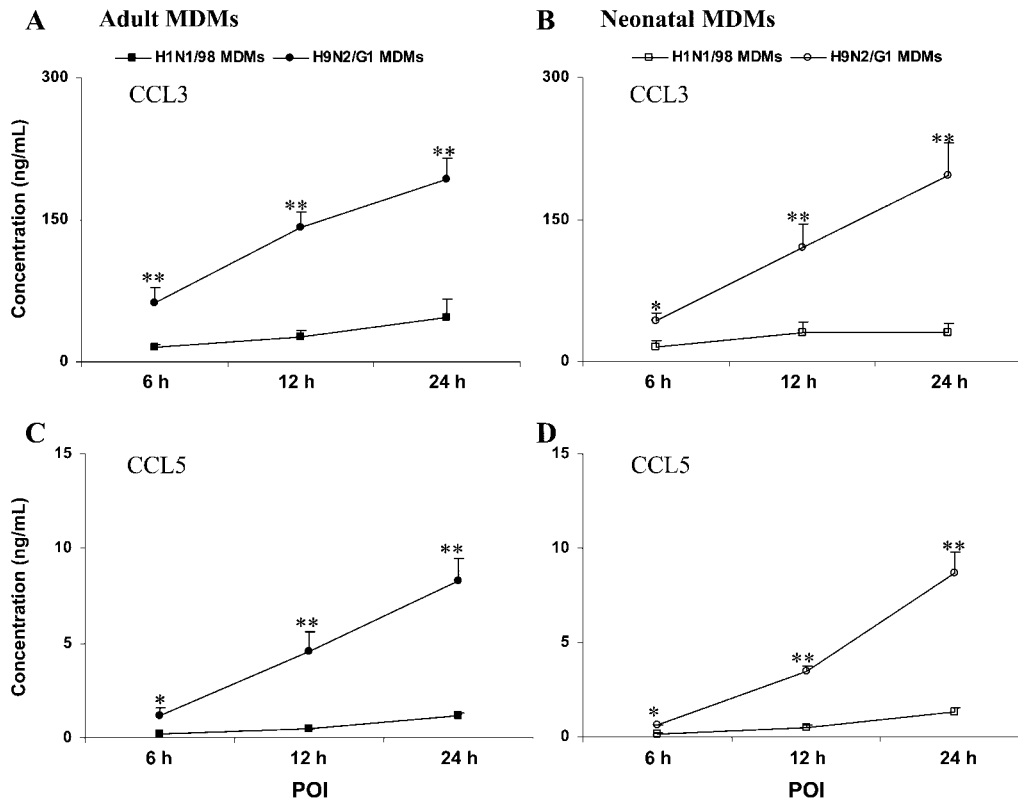 A Adult MDMs
H1N1/98 MDMs H9N2/G1 MDMs
300
CCL3
**
**
**
150
0
6 h 12 h 24 h
Concentration (ng/mL)
B Neonatal MDMs
H1N1/98 MDMs H9N2/G1 MDMs
300
CCL3
**
**
*
150
0
6 h 12 h 24 h
C
15
CCL5
**
10
**
5
*
0
6 h 12 h 24 h
Concentration (ng/mL)
POI
D
15
CCL5
**
10
**
5
*
0
6 h 12 h 24 h
POI